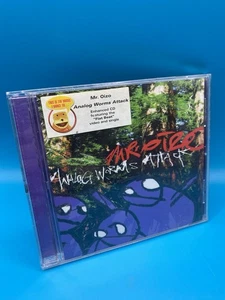 Mr. Oizo
Analog Worms Attack
Enhanced CD
featuring the
"Flat Beat"
video and single
MR OIZO
ANALOG WORMS ATTACK